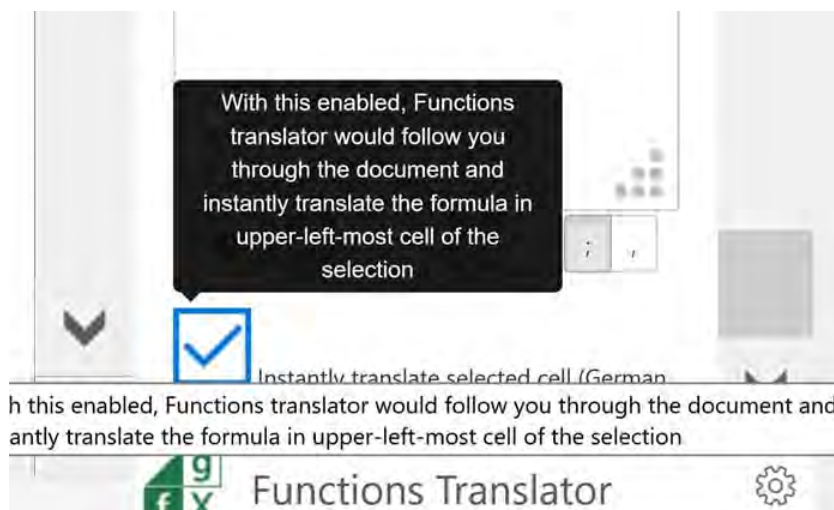 With this enabled, Functions
translator would follow you
through the document and
instantly translate the formula in
upper-left-most cell of the
selection
; ,
Instantly translate selected cell (German
h this enabled, Functions translator would follow you through the document and
antly translate the formula in upper-left-most cell of the selection
g
f X
Functions Translator